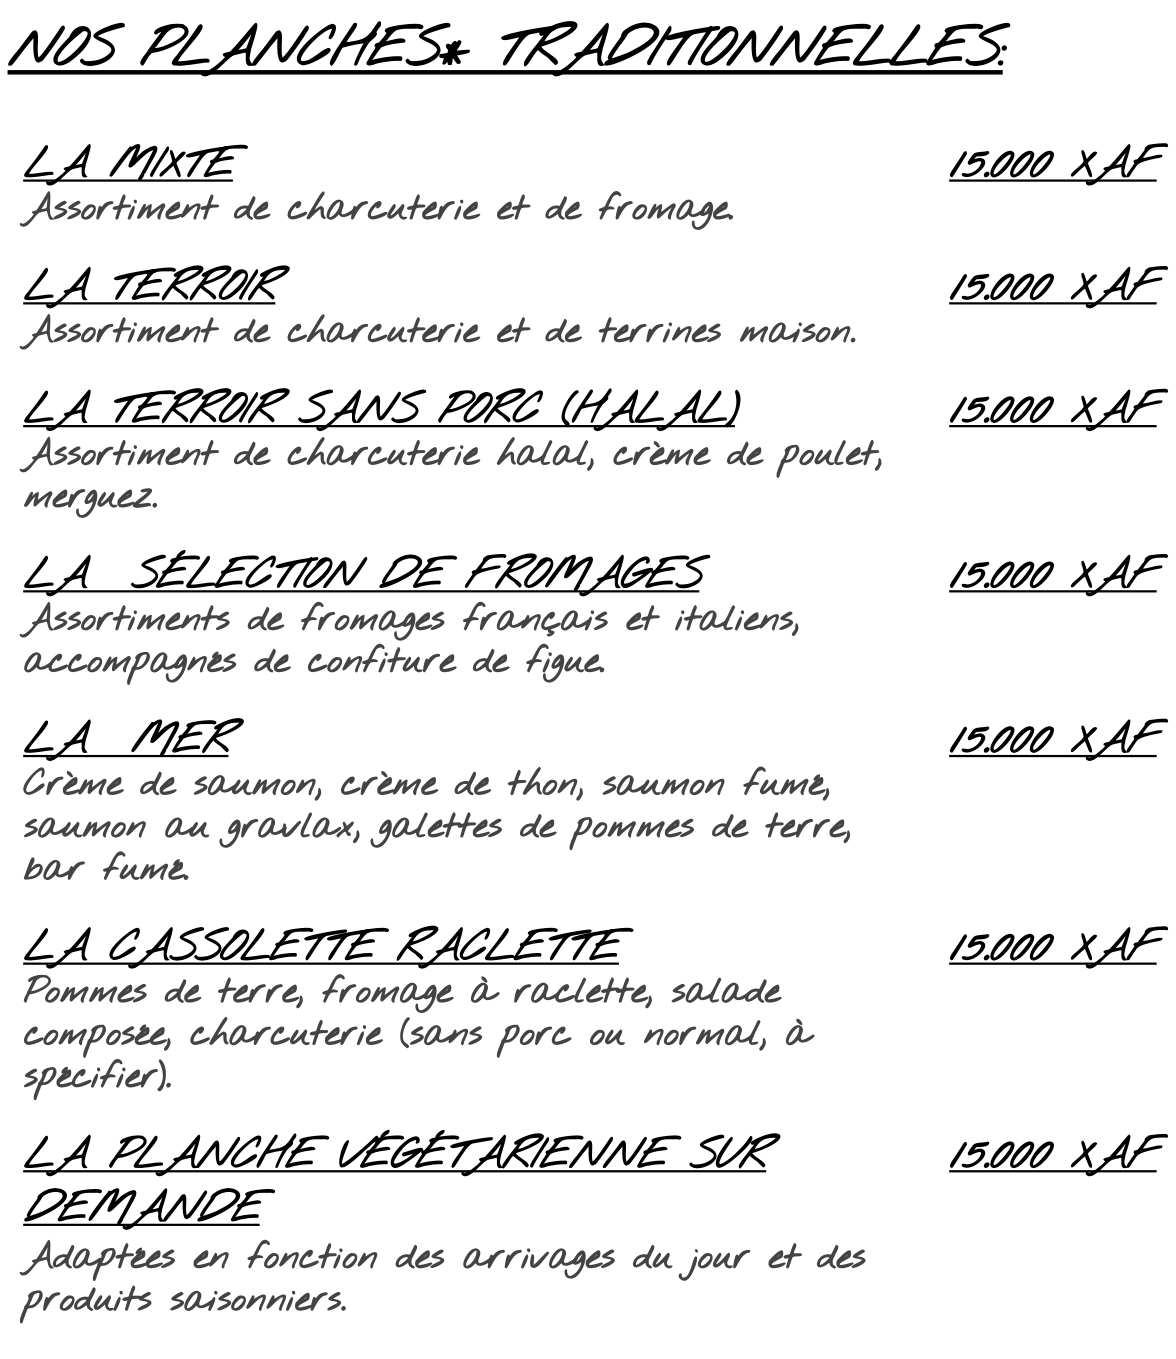 NOS PLANCHES* TRADITIONNELLES:
LA MIXTE 15.000 XAF
Assortiment de charcuterie et de fromage.
LA TERROIR 15.000 XAF
Assortiment de charcuterie et de terrines maison.
LA TERROIR SANS PORC (HALAL) 15.000 XAF
Assortiment de charcuterie halal, crème de poulet,
merguez.
LA SÉLECTION DE FROMAGES 15.000 XAF
Assortiments de fromages français et italiens,
accompagnés de confiture de figue.
LA MER 15.000 XAF
Crème de saumon, crème de thon, saumon fumé,
saumon au gravlax, galettes de pommes de terre,
bar fumé.
LA CASSOLETTE RACLETTE 15.000 XAF
Pommes de terre, fromage à raclette, salade
composée, charcuterie (sans porc ou normal, à
spécifier).
LA PLANCHE VÉGÉTARIENNE SUR 15.000 XAF
DEMANDE
Adaptées en fonction des arrivages du jour et des
produits saisonniers.